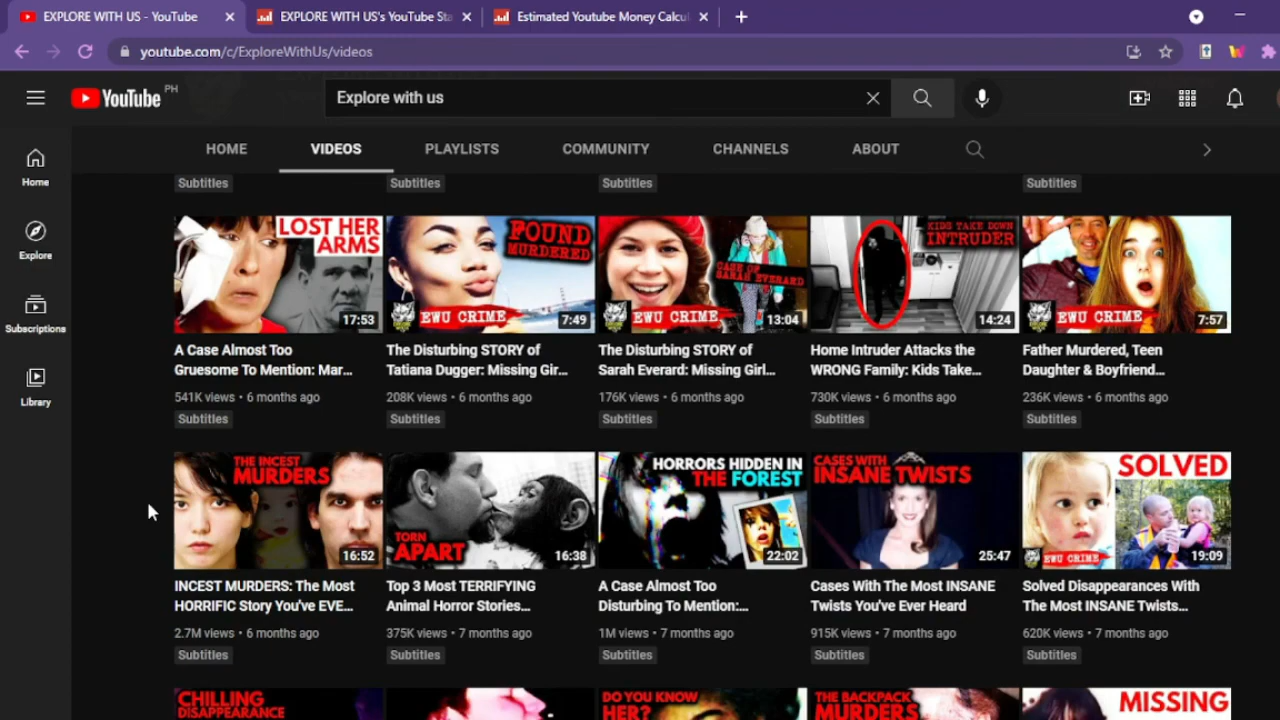 EXPLORE WITH US - YouTube
EXPLORE WITH US's YouTube Sta
Estimated Youtube Money Calcul
youtube.com/c/ExploreWithUs/videos
YouTube PH
Explore with us
HOME VIDEOS PLAYLISTS COMMUNITY CHANNELS ABOUT
Home
Explore
Subscriptions
Library
Subtitles Subtitles Subtitles Subtitles
LOST HER
ARMS
17:53
FOUND
MURDERED
EWU CRIME
7:49
CASE OF
SARAH EVERARD
EWU CRIME
13:04
KIDS TAKE DOWN
INTRUDER
14:24
EWU CRIME
7:57
A Case Almost Too
Gruesome To Mention: Mar...
541K views • 6 months ago
Subtitles
The Disturbing STORY of
Tatiana Dugger: Missing Gir...
208K views • 6 months ago
Subtitles
The Disturbing STORY of
Sarah Everard: Missing Girl...
176K views • 6 months ago
Subtitles
Home Intruder Attacks the
WRONG Family: Kids Take...
730K views • 6 months ago
Subtitles
Father Murdered, Teen
Daughter & Boyfriend...
236K views • 6 months ago
Subtitles
THE INCEST
MURDERS
16:52
TORN
APART
16:38
HORRORS HIDDEN IN
THE FOREST
22:02
CASES WITH
INSANE TWISTS
25:47
SOLVED
EWU CRIME
19:09
INCEST MURDERS: The Most
HORRIFIC Story You've EVE...
2.7M views • 6 months ago
Subtitles
Top 3 Most TERRIFYING
Animal Horror Stories...
375K views • 7 months ago
Subtitles
A Case Almost Too
Disturbing To Mention:...
1M views • 7 months ago
Subtitles
Cases With The Most INSANE
Twists You've Ever Heard
915K views • 7 months ago
Subtitles
Solved Disappearances With
The Most INSANE Twists...
620K views • 7 months ago
Subtitles
CHILLING
DISAPPEARANCE
DO YOU KNOW
HER?
THE BACKPACK
MURDERS
MISSING